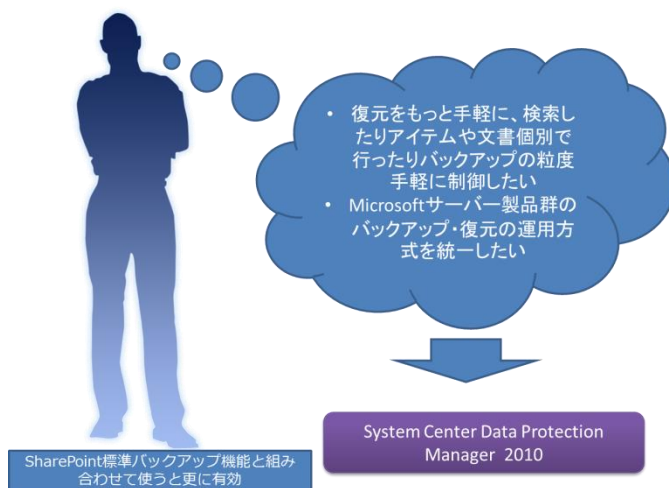 • 復元をもっと手軽に、検索し
たりアイテムや文書個別で
行ったりバックアップの粒度
手軽に制御したい
• Microsoftサーバー製品群の
バックアップ・復元の運用方
式を統一したい
System Center Data Protection
Manager 2010
SharePoint標準バックアップ機能と組み
合わせて使うと更に有効